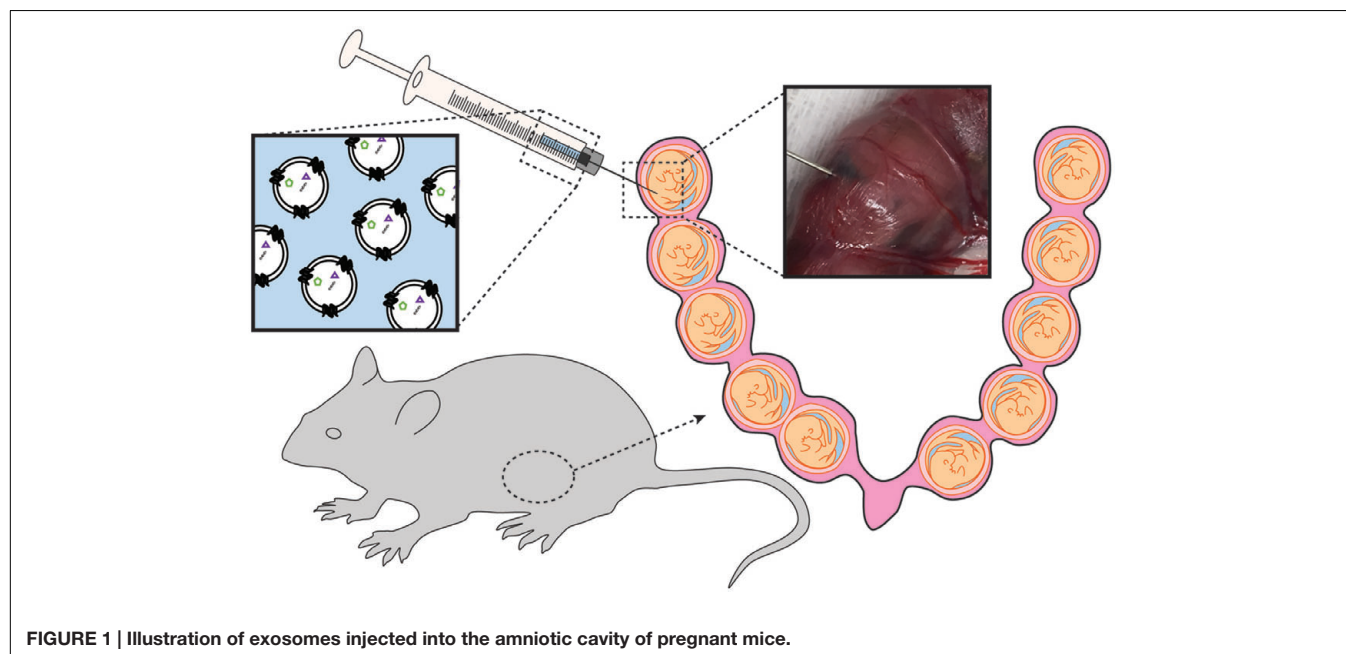 FIGURE 1 | Illustration of exosomes injected into the amniotic cavity of pregnant mice.